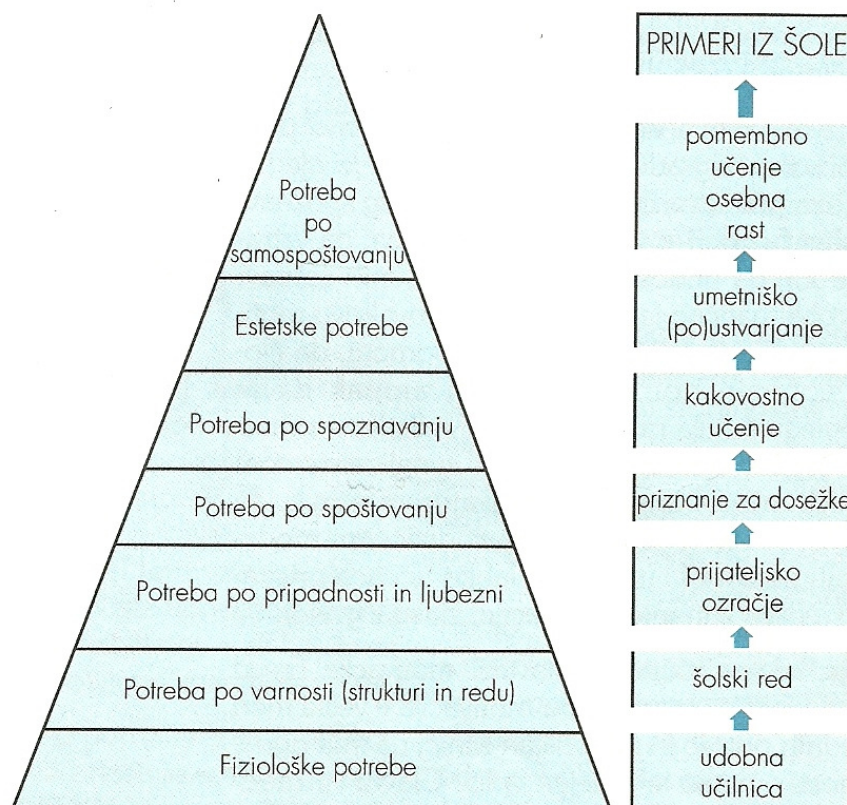 Potreba
po
samospoštovanju
Estetske potrebe
Potreba po spoznavanju
Potreba po spoštovanju
Potreba po pripadnosti in ljubezni
Potreba po varnosti (strukturi in redu)
Fiziološke potrebe
PRIMERI IZ ŠOLE
pomembno
učenje
osebna
rast
umetniško
(po)ustvarjanje
kakovostno
učenje
priznanje za dosežke
prijateljsko
ozračje
šolski red
udobna
učilnica